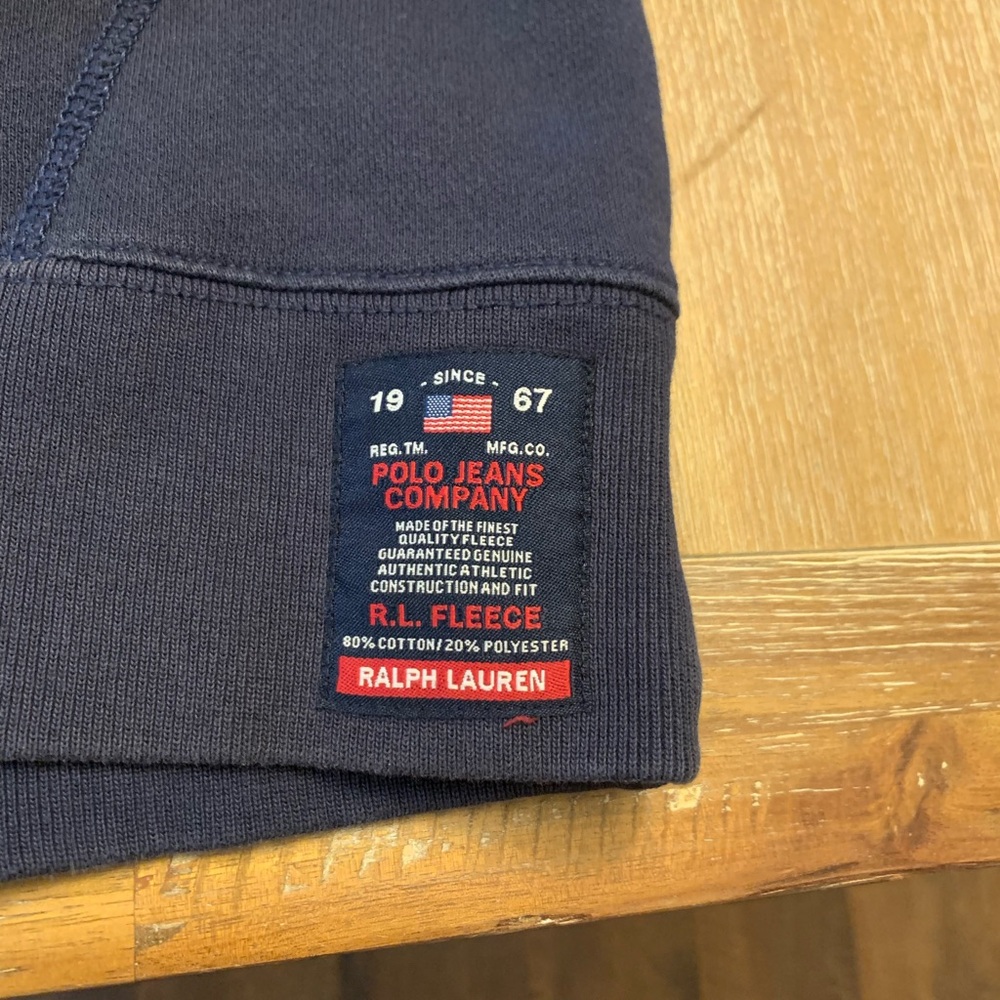 - SINCE -
19 67
REG.TM. MFG.CO.
POLO JEANS
COMPANY
MADE OF THE FINEST
QUALITY FLEECE
GUARANTEED GENUINE
AUTHENTIC ATHLETIC
CONSTRUCTION AND FIT
R.L. FLEECE
80% COTTON/20% POLYESTER
RALPH LAUREN